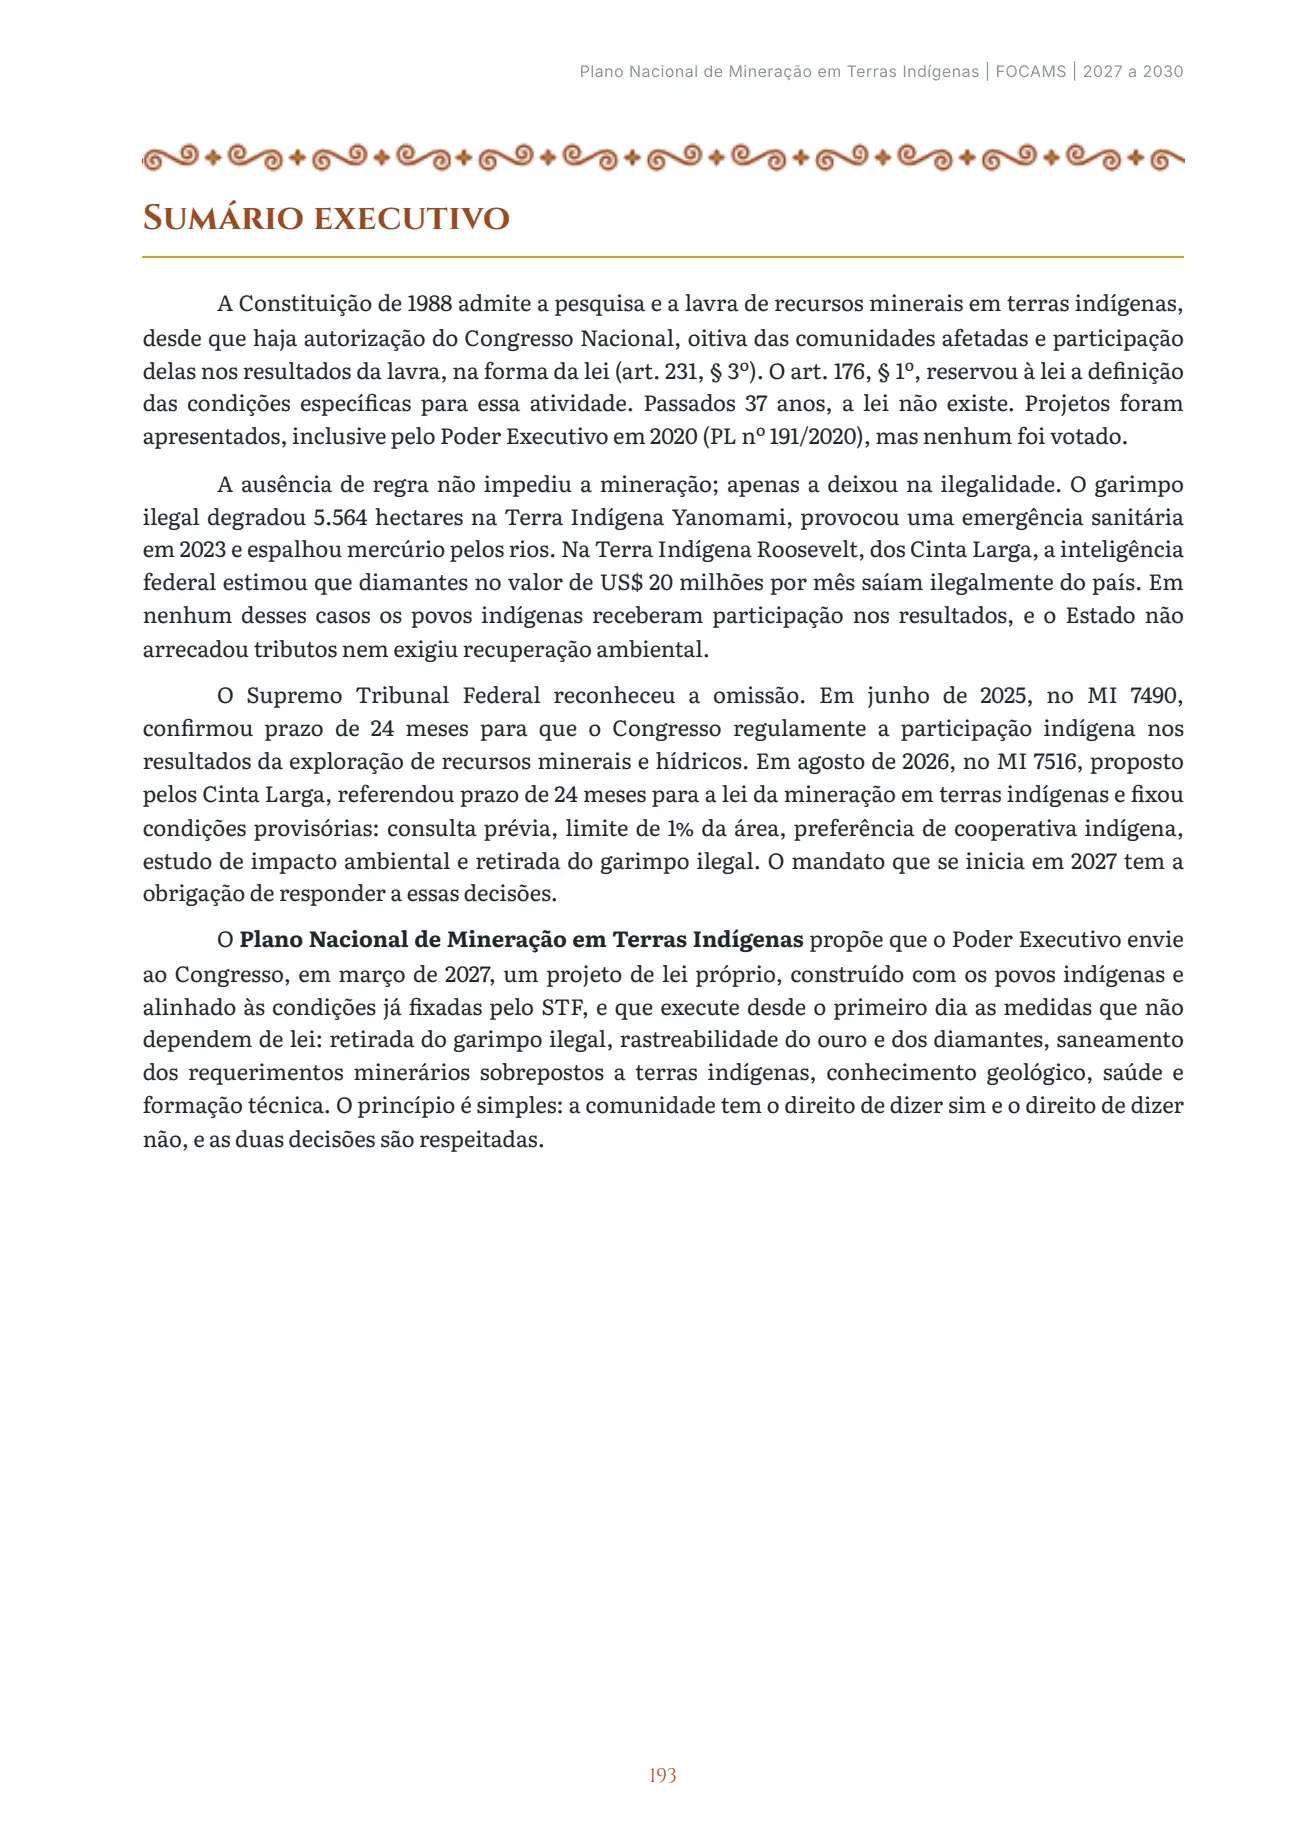 Plano Nacional de Mineração em Terras Indígenas | FOCAMS | 2027 a 2030
Sumário executivo
A Constituição de 1988 admite a pesquisa e a lavra de recursos minerais em terras indígenas,
desde que haja autorização do Congresso Nacional, oitiva das comunidades afetadas e participação
delas nos resultados da lavra, na forma da lei (art. 231, § 3º). O art. 176, § 1º, reservou à lei a definição
das condições específicas para essa atividade. Passados 37 anos, a lei não existe. Projetos foram
apresentados, inclusive pelo Poder Executivo em 2020 (PL nº 191/2020), mas nenhum foi votado.
A ausência de regra não impediu a mineração; apenas a deixou na ilegalidade. O garimpo
ilegal degradou 5.564 hectares na Terra Indígena Yanomami, provocou uma emergência sanitária
em 2023 e espalhou mercúrio pelos rios. Na Terra Indígena Roosevelt, dos Cinta Larga, a inteligência
federal estimou que diamantes no valor de US$ 20 milhões por mês saíam ilegalmente do país. Em
nenhum desses casos os povos indígenas receberam participação nos resultados, e o Estado não
arrecadou tributos nem exigiu recuperação ambiental.
O Supremo Tribunal Federal reconheceu a omissão. Em junho de 2025, no MI 7490,
confirmou prazo de 24 meses para que o Congresso regulamente a participação indígena nos
resultados da exploração de recursos minerais e hídricos. Em agosto de 2026, no MI 7516, proposto
pelos Cinta Larga, referendou prazo de 24 meses para a lei da mineração em terras indígenas e fixou
condições provisórias: consulta prévia, limite de 1% da área, preferência de cooperativa indígena,
estudo de impacto ambiental e retirada do garimpo ilegal. O mandato que se inicia em 2027 tem a
obrigação de responder a essas decisões.
O Plano Nacional de Mineração em Terras Indígenas propõe que o Poder Executivo envie
ao Congresso, em março de 2027, um projeto de lei próprio, construído com os povos indígenas e
alinhado às condições já fixadas pelo STF, e que execute desde o primeiro dia as medidas que não
dependem de lei: retirada do garimpo ilegal, rastreabilidade do ouro e dos diamantes, saneamento
dos requerimentos minerários sobrepostos a terras indígenas, conhecimento geológico, saúde e
formação técnica. O princípio é simples: a comunidade tem o direito de dizer sim e o direito de dizer
não, e as duas decisões são respeitadas.
193